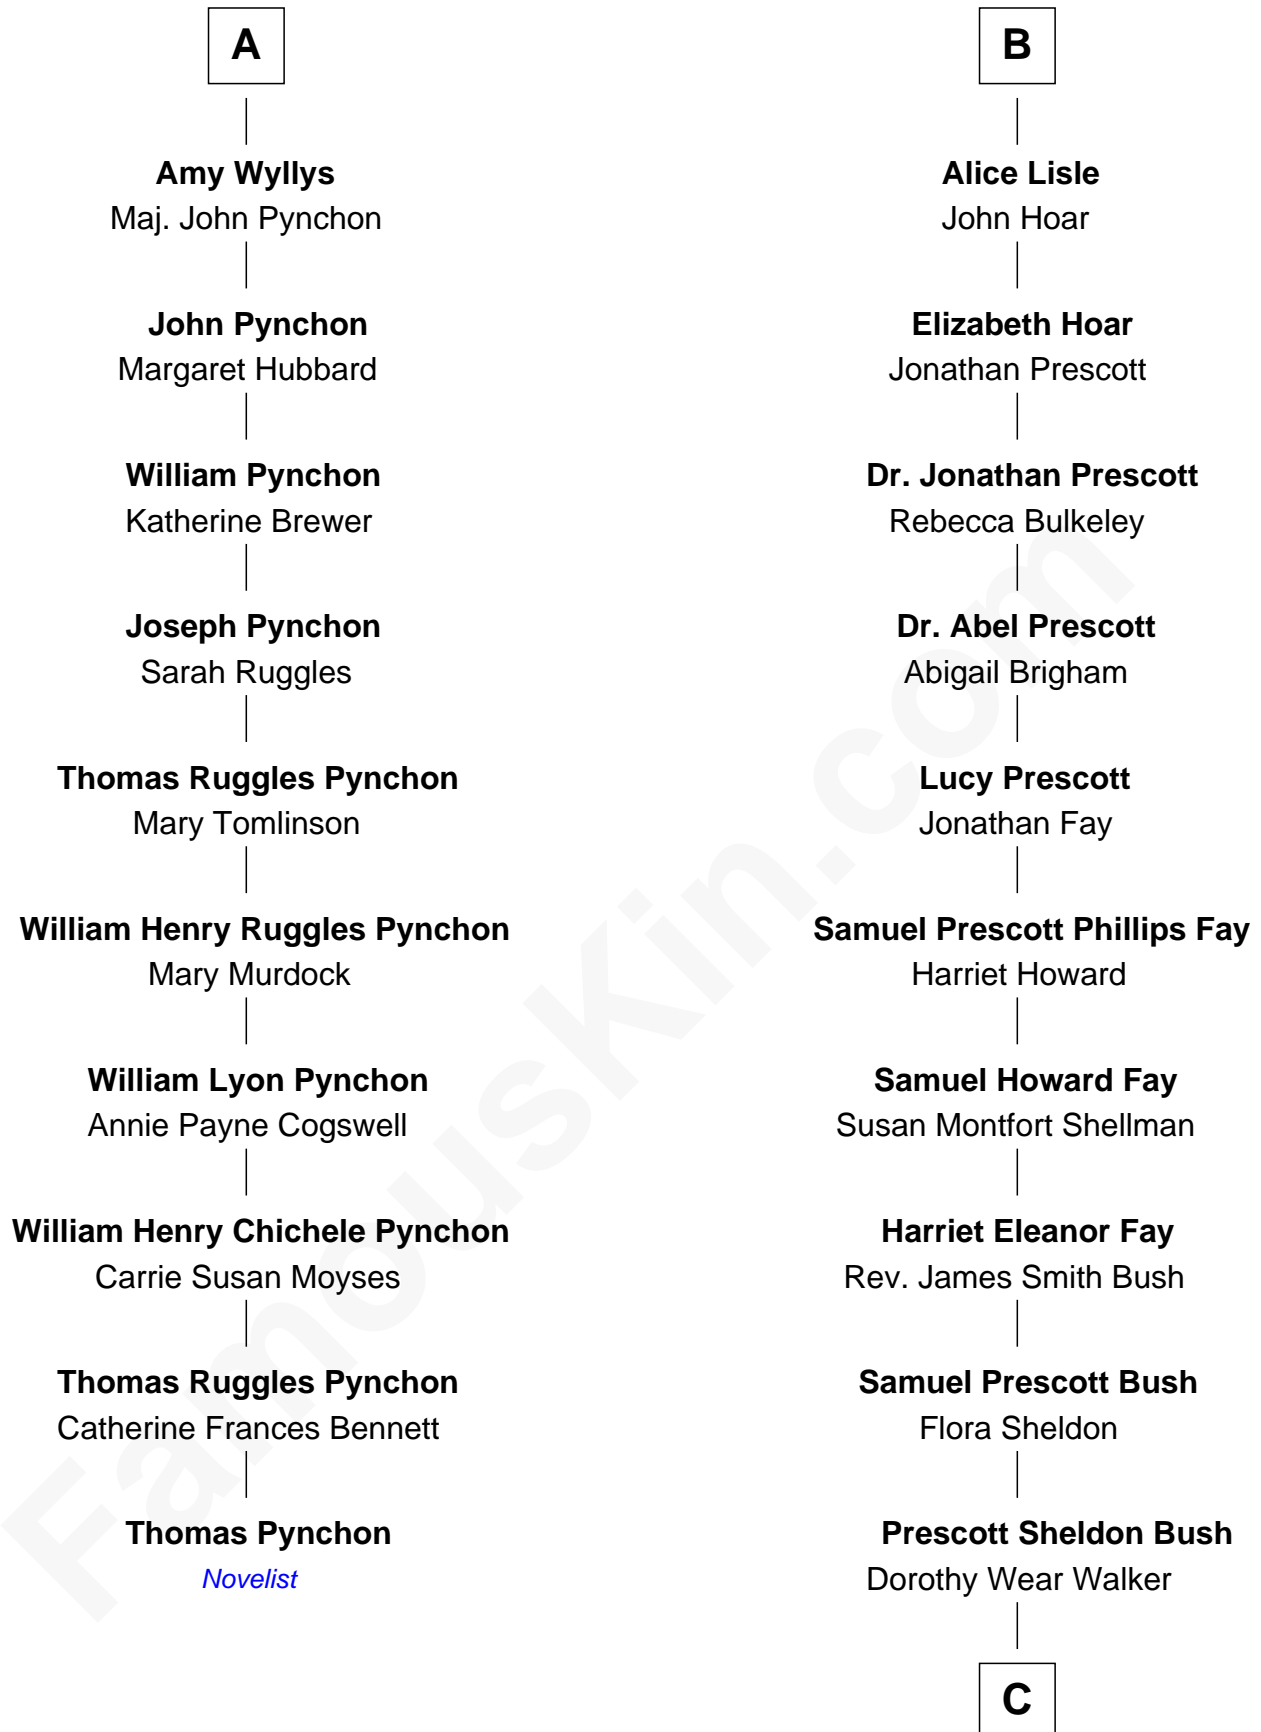 A
Amy Wyllys
Maj. John Pynchon
John Pynchon
Margaret Hubbard
William Pynchon
Katherine Brewer
Joseph Pynchon
Sarah Ruggles
Thomas Ruggles Pynchon
Mary Tomlinson
William Henry Ruggles Pynchon
Mary Murdock
William Lyon Pynchon
Annie Payne Cogswell
William Henry Chichele Pynchon
Carrie Susan Moyses
Thomas Ruggles Pynchon
Catherine Frances Bennett
Thomas Pynchon
Novelist
B
Alice Lisle
John Hoar
Elizabeth Hoar
Jonathan Prescott
Dr. Jonathan Prescott
Rebecca Bulkeley
Dr. Abel Prescott
Abigail Brigham
Lucy Prescott
Jonathan Fay
Samuel Prescott Phillips Fay
Harriet Howard
Samuel Howard Fay
Susan Montfort Shellman
Harriet Eleanor Fay
Rev. James Smith Bush
Samuel Prescott Bush
Flora Sheldon
Prescott Sheldon Bush
Dorothy Wear Walker
C
FamousKin.com